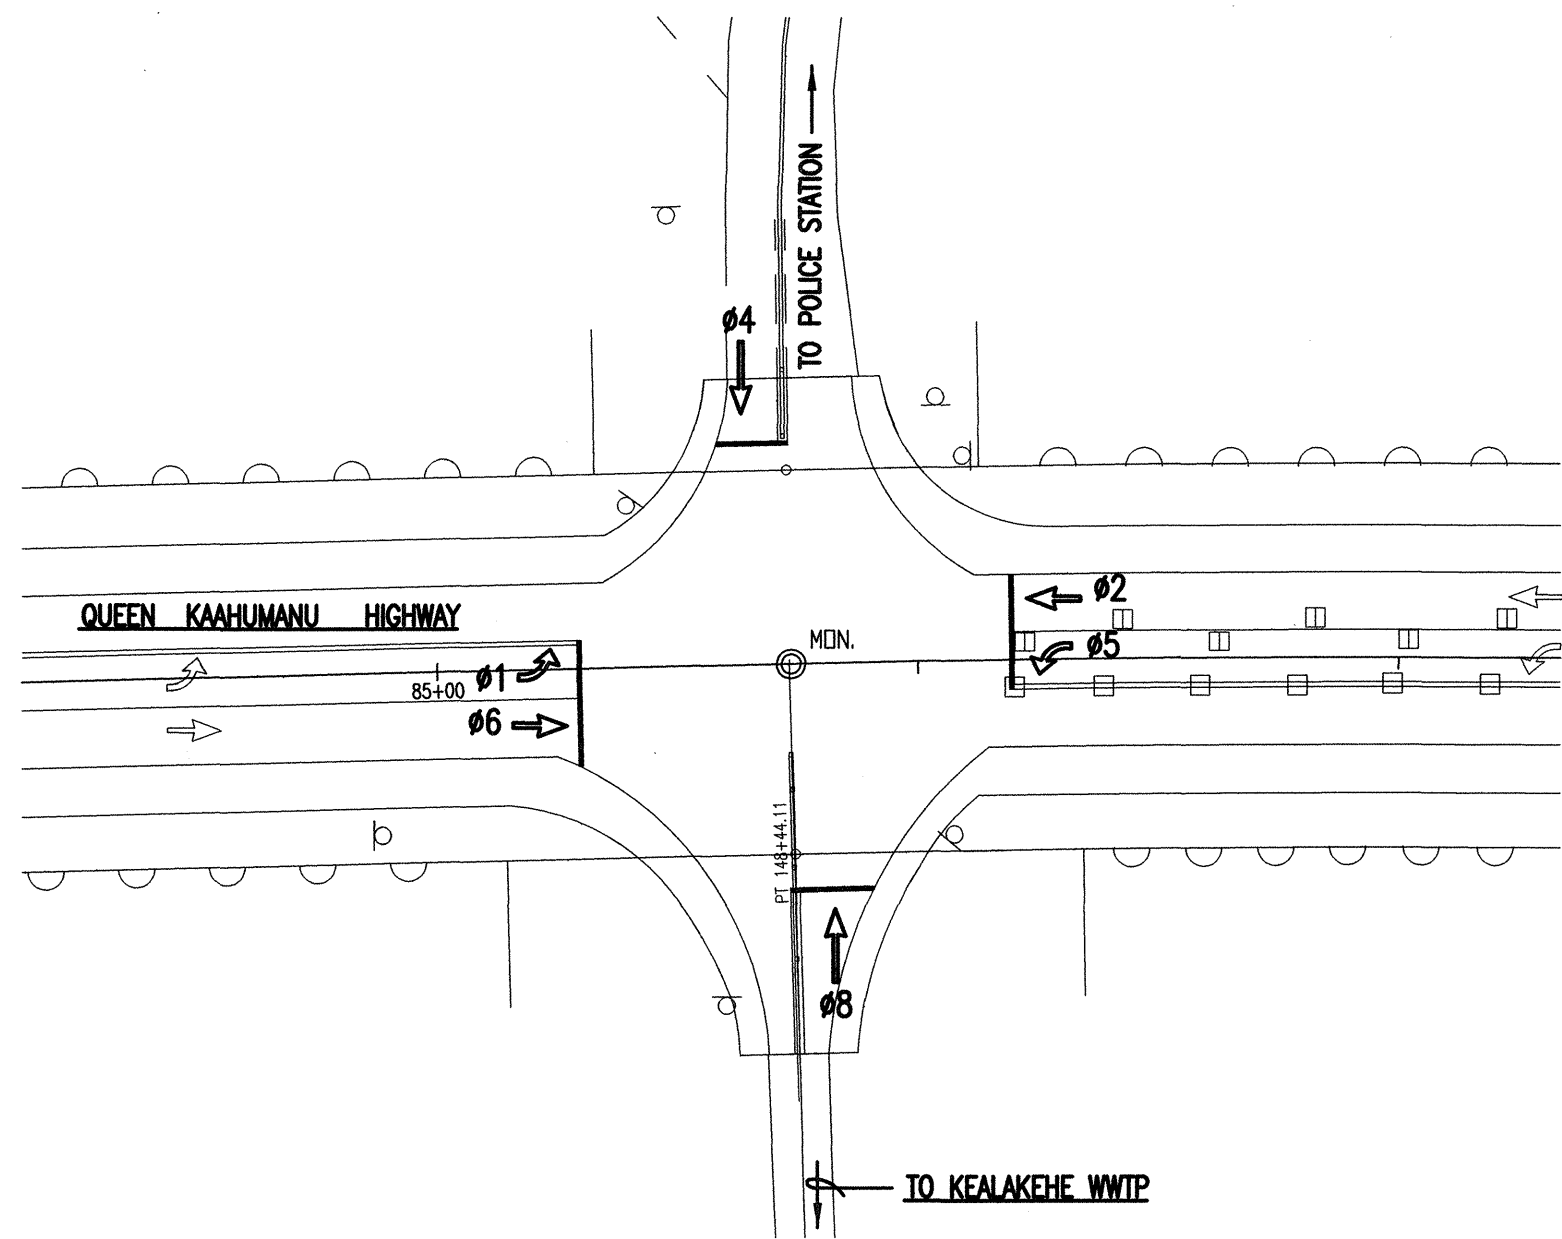 TO POLICE STATION
ø4
QUEEN KAAHUMANU HIGHWAY
ø2
MON.
ø5
85+00
ø1
ø6
PT 148+44.11
ø8
TO KEALAKEHE WWTP